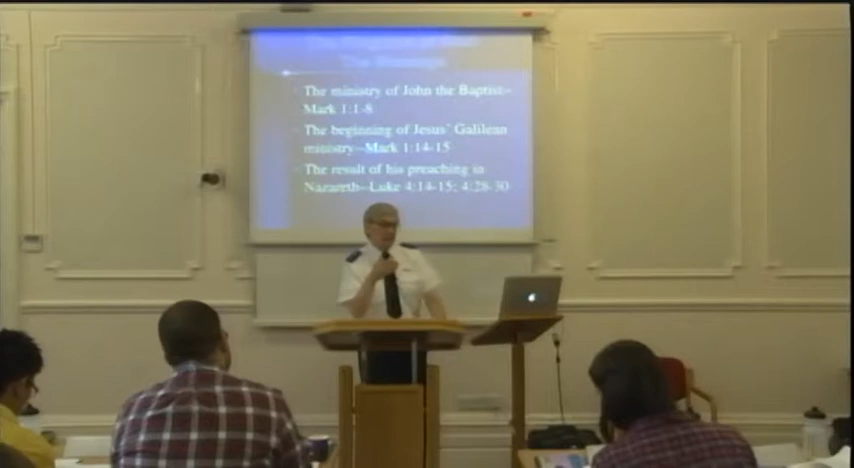 The ministry of John the Baptist–
Mark 1:1-8
The beginning of Jesus' Galilean
ministry–Mark 1:14-15
The result of his preaching in
Nazareth–Luke 4:14-15; 4:28-30